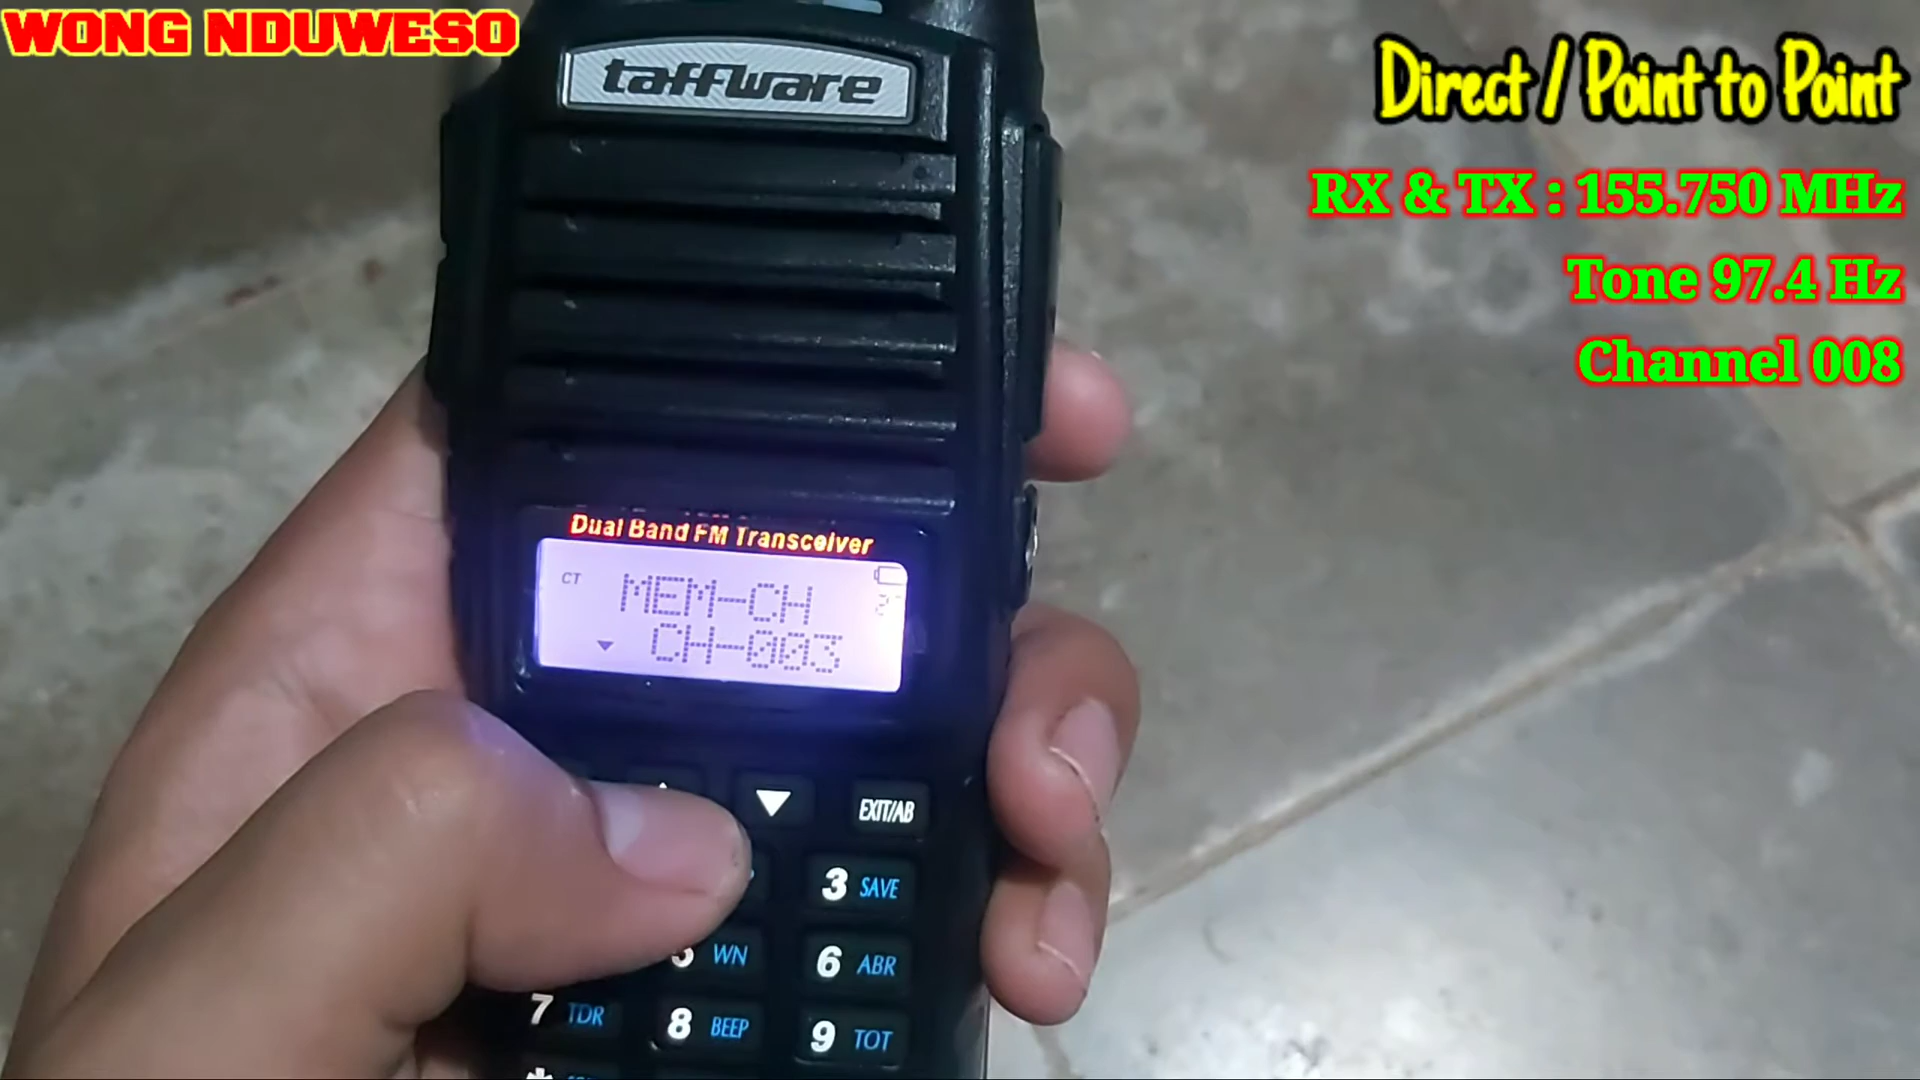 WONG NDUWESO
Direct / Point to Point
RX & TX : 155.750 MHz
Tone 97.4 Hz
Channel 008
taffware
Dual Band FM Transceiver
CT MEM-CH
CH-003
EXIT/AB
3 SAVE
5 WN 6 ABR
7 TDR 8 BEEP 9 TOT